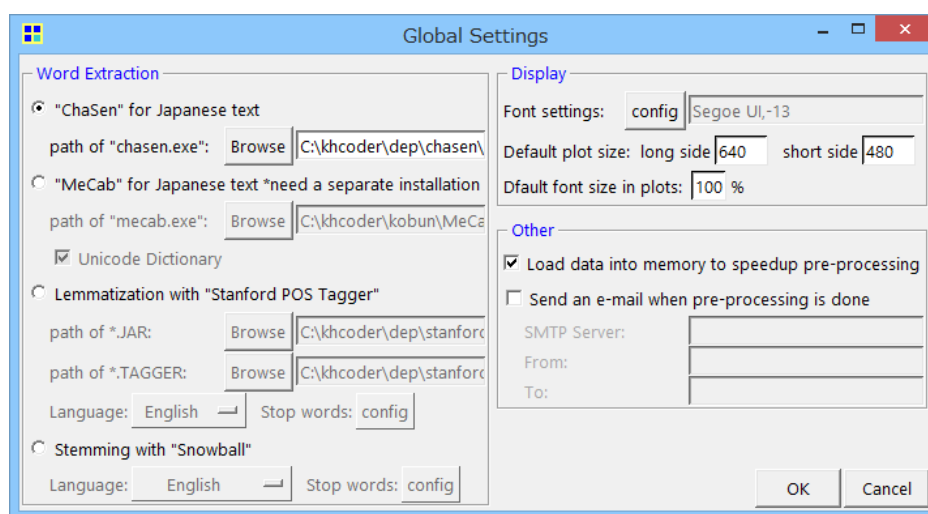 Global Settings
Word Extraction
"ChaSen" for Japanese text
path of "chasen.exe": Browse C:\khcoder\dep\chasen\
"MeCab" for Japanese text *need a separate installation
path of "mecab.exe": Browse C:\khcoder\kobun\MeCa
Unicode Dictionary
Lemmatization with "Stanford POS Tagger"
path of *.JAR: Browse C:\khcoder\dep\stanford
path of *.TAGGER: Browse C:\khcoder\dep\stanford
Language: English Stop words: config
Stemming with "Snowball"
Language: English Stop words: config
Display
Font settings: config Segoe UI,-13
Default plot size: long side 640 short side 480
Dfault font size in plots: 100 %
Other
Load data into memory to speedup pre-processing
Send an e-mail when pre-processing is done
SMTP Server:
From:
To:
OK Cancel